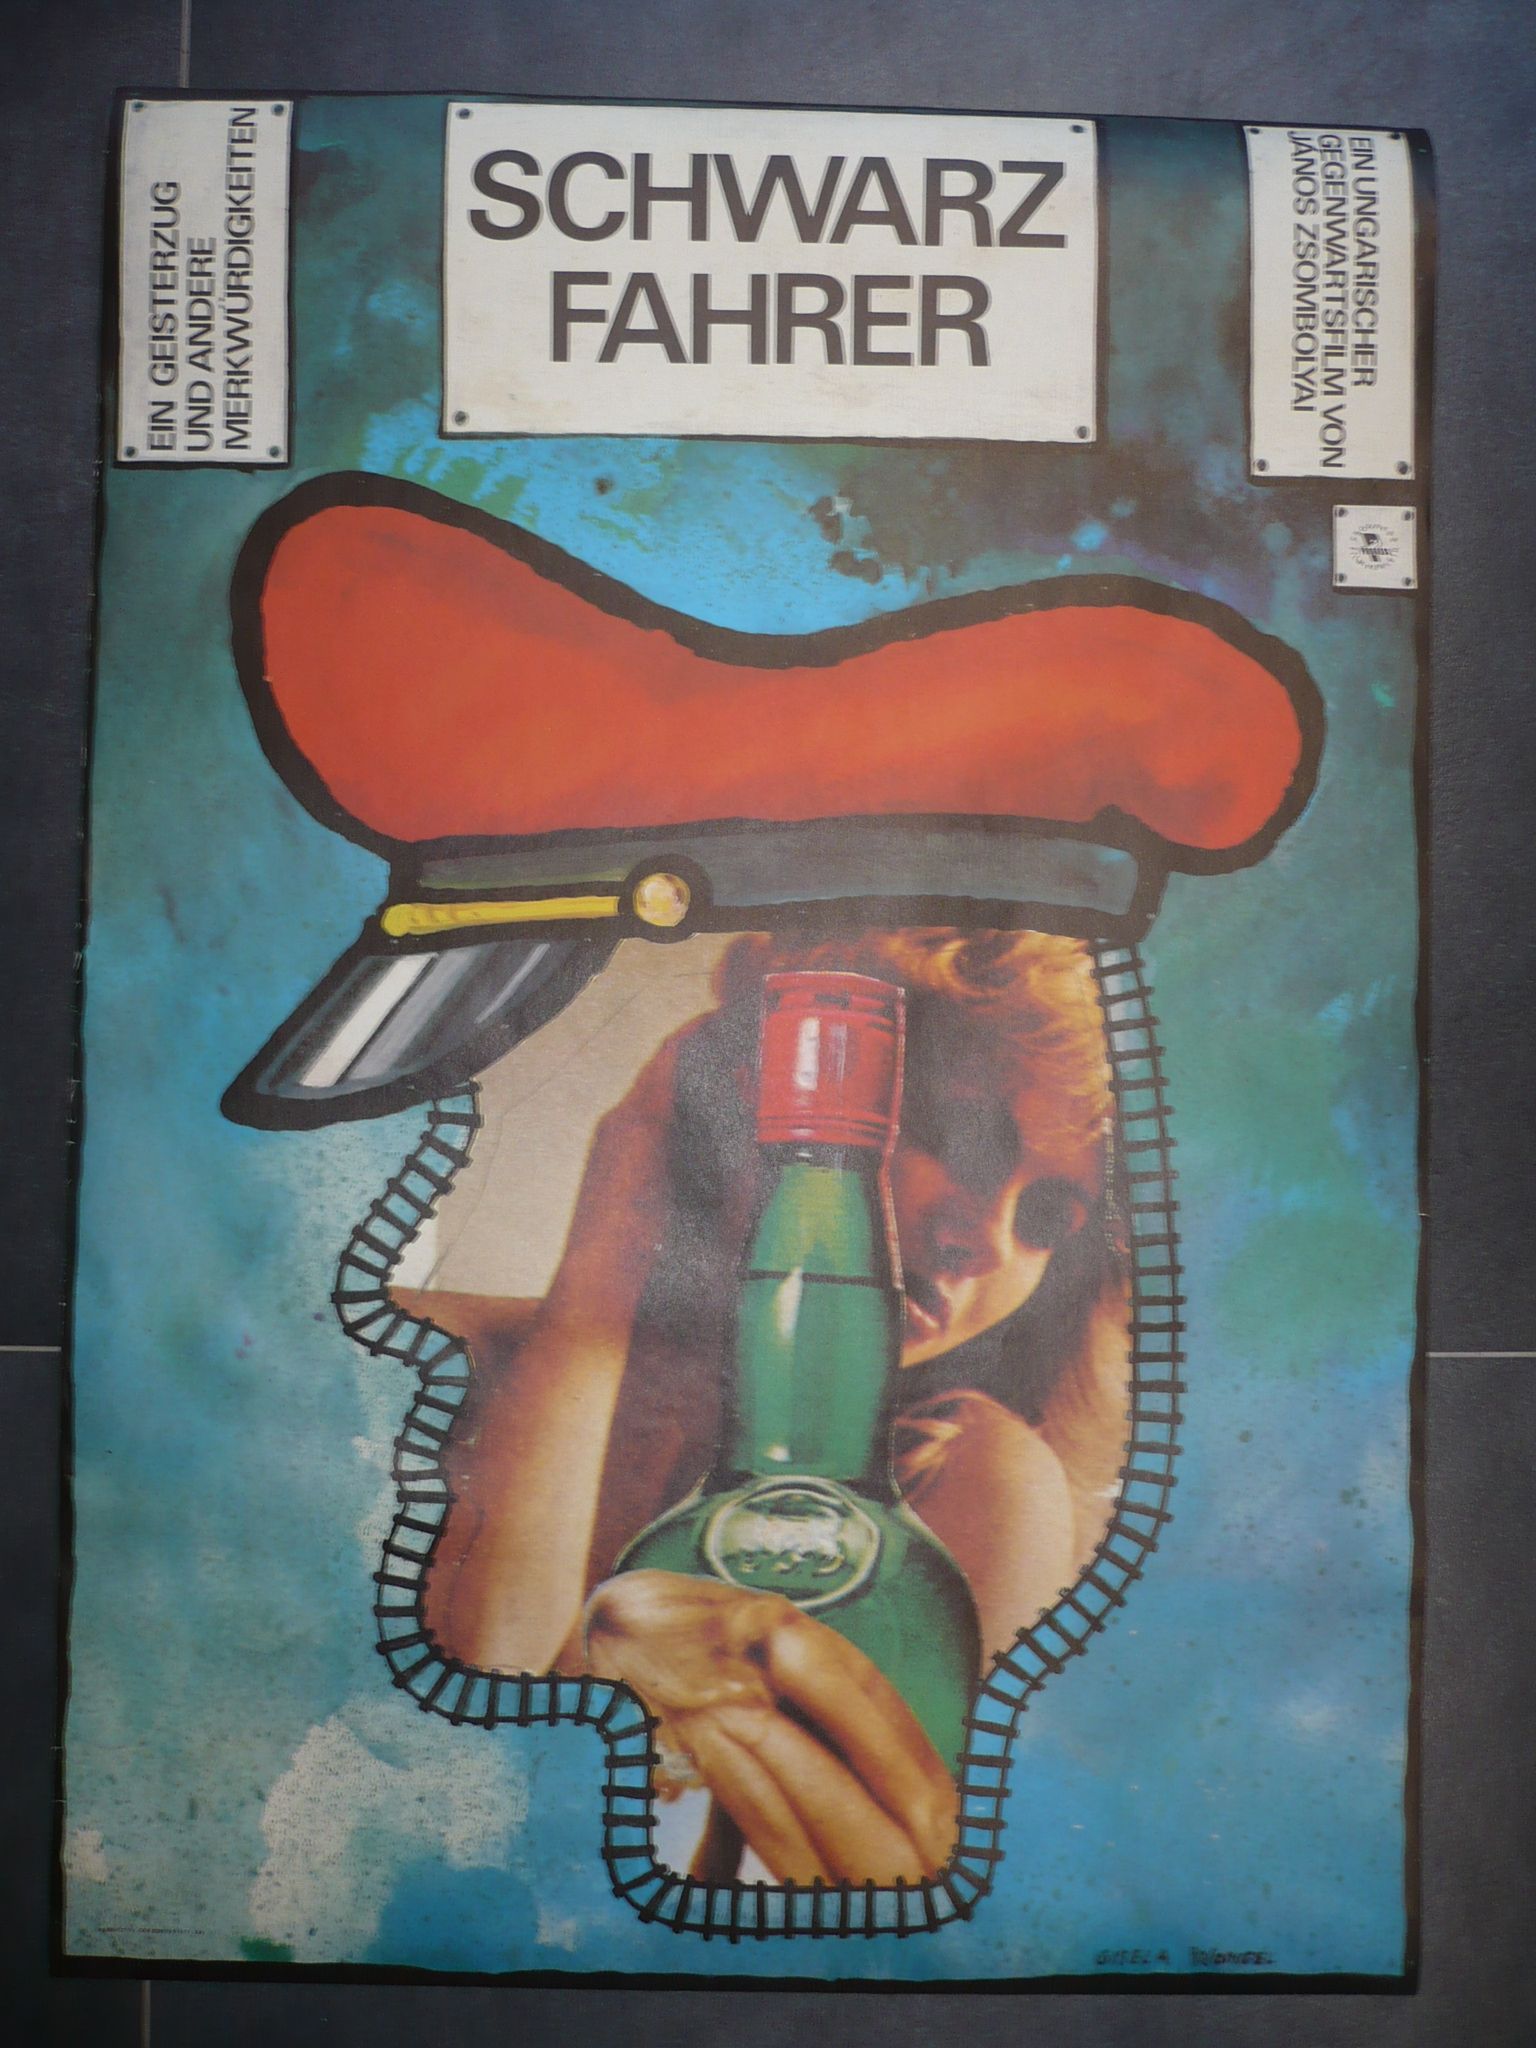 EIN GEISTERZUG
UND ANDERE
MERKWÜRDIGKEITEN
SCHWARZ
FAHRER
EIN UNGARISCHER
GEGENWARTSFILM VON
JÁNOS ZSOMBOLYAI
GISELA WONGEL